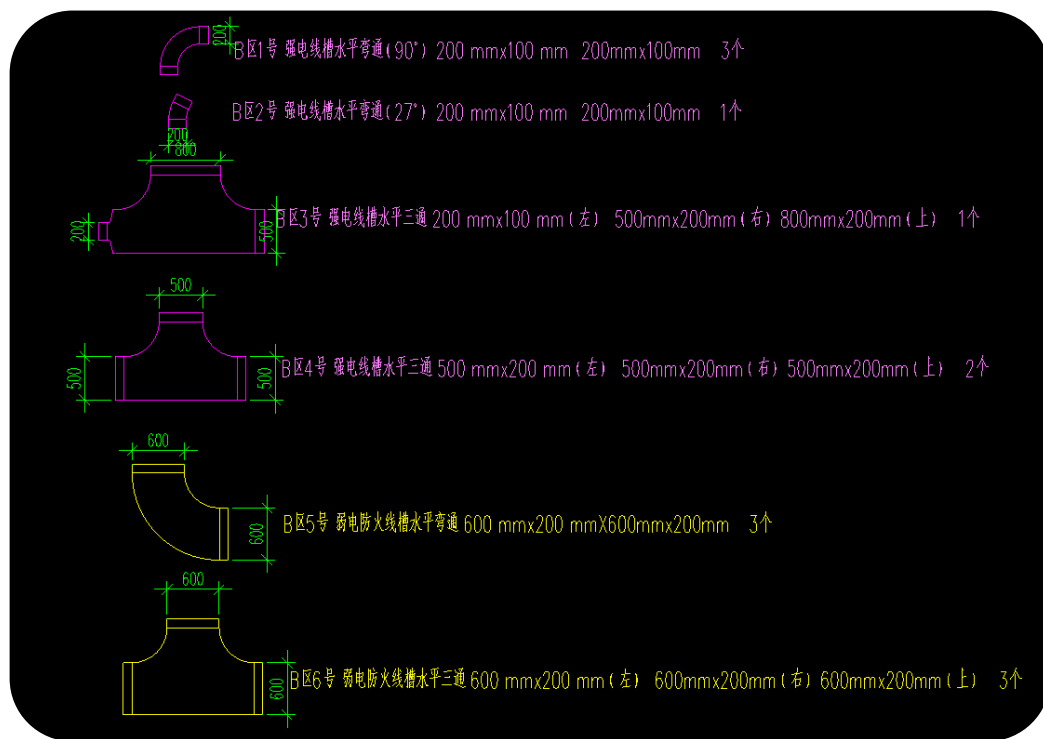 200
B区1号 强电线槽水平弯通(90°) 200 mmx100 mm 200mmx100mm 3个
B区2号 强电线槽水平弯通(27°) 200 mmx100 mm 200mmx100mm 1个
200
800
200
500
B区3号 强电线槽水平三通 200 mmx100 mm(左) 500mmx200mm(右) 800mmx200mm(上) 1个
500
500
500
B区4号 强电线槽水平三通 500 mmx200 mm(左) 500mmx200mm(右) 500mmx200mm(上) 2个
600
600
B区5号 弱电防火线槽水平弯通 600 mmx200 mmX600mmx200mm 3个
600
600
B区6号 弱电防火线槽水平三通 600 mmx200 mm(左) 600mmx200mm(右) 600mmx200mm(上) 3个